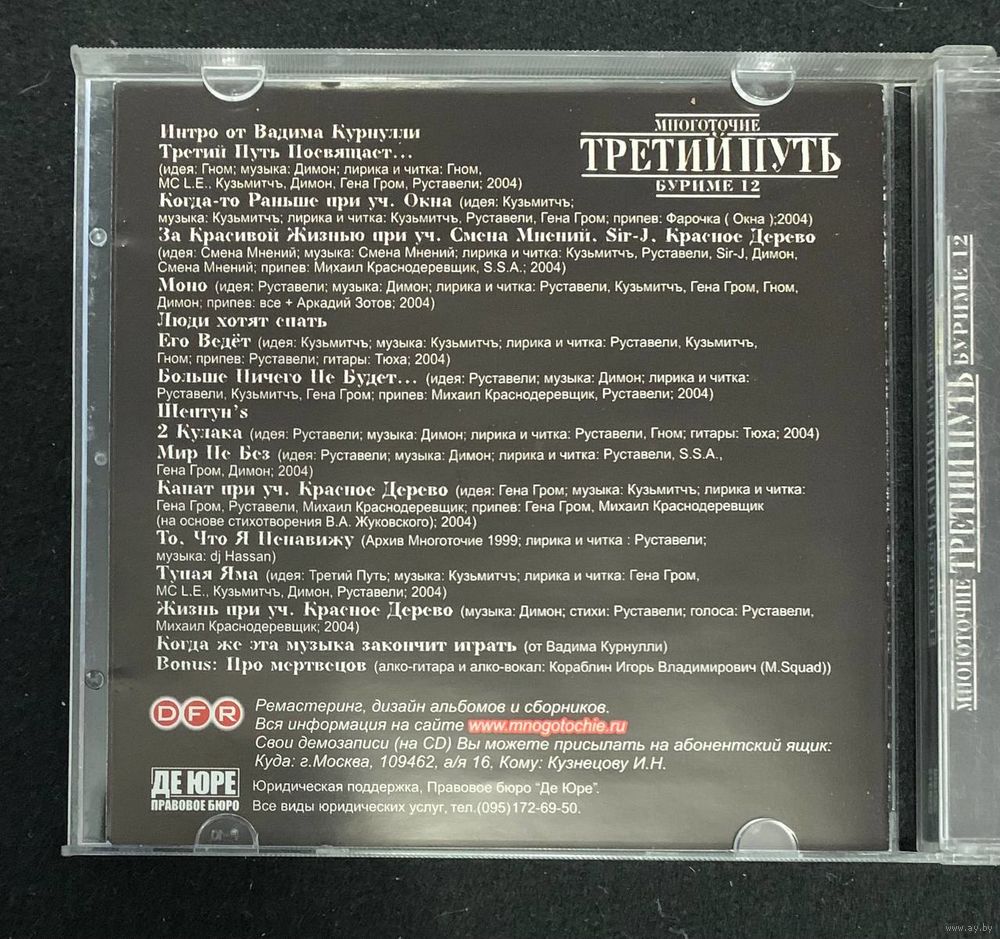 МНОГОТОЧИЕ
ТРЕТИЙ ПУТЬ
БУРИМЕ 12
Интро от Вадима Курнулли
Третий Путь Посвящает...
(идея: Гном; музыка: Димон; лирика и читка: Гном,
МС L.E., Кузьмитчъ, Димон, Гена Гром, Руставели; 2004)
Когда-то Раньше при уч. Окна (идея: Кузьмитчъ;
музыка: Кузьмитчъ; лирика и читка: Кузьмитчъ, Руставели, Гена Гром; припев: Фарочка ( Окна );2004)
За Красивой Жизнью при уч. Смена Мнений, Sir-J, Красное Дерево
(идея: Смена Мнений; музыка: Смена Мнений; лирика и читка: Кузьмитчъ, Руставели, Sir-J, Димон,
Смена Мнений; припев: Михаил Краснодеревщик, S.S.A.; 2004)
Моно (идея: Руставели; музыка: Димон; лирика и читка: Руставели, Кузьмитчъ, Гена Гром, Гном,
Димон; припев: все + Аркадий Зотов; 2004)
Люди хотят спать
Его Ведёт (идея: Кузьмитчъ; музыка: Кузьмитчъ; лирика и читка: Руставели, Кузьмитчъ,
Гном; припев: Руставели; гитары: Тюха; 2004)
Больше Ничего Не Будет... (идея: Руставели; музыка: Димон; лирика и читка:
Руставели, Кузьмитчъ, Гена Гром; припев: Михаил Краснодеревщик, Руставели; 2004)
Шептун's
2 Кулака (идея: Руставели; музыка: Димон; лирика и читка: Руставели, Гном; гитары: Тюха; 2004)
Мир Не Без (идея: Руставели; музыка: Димон; лирика и читка: Руставели, S.S.A.,
Гена Гром, Димон; 2004)
Канат при уч. Красное Дерево (идея: Гена Гром; музыка: Кузьмитчъ; лирика и читка:
Гена Гром, Руставели, Михаил Краснодеревщик; припев: Гена Гром, Михаил Краснодеревщик
(на основе стихотворения В.А. Жуковского); 2004)
То, Что Я Ненавижу (Архив Многоточие 1999; лирика и читка : Руставели;
музыка: dj Hassan)
Тупая Яма (идея: Третий Путь; музыка: Кузьмитчъ; лирика и читка: Гена Гром,
МС L.E., Кузьмитчъ, Димон, Руставели; 2004)
Жизнь при уч. Красное Дерево (музыка: Димон; стихи: Руставели; голоса: Руставели,
Михаил Краснодеревщик; 2004)
Когда же эта музыка закончит играть (от Вадима Курнулли)
Bonus: Про мертвецов (алко-гитара и алко-вокал: Кораблин Игорь Владимирович (M.Squad))
DFR
Ремастеринг, дизайн альбомов и сборников.
Вся информация на сайте www.mnogotochie.ru
Свои демозаписи (на CD) Вы можете присылать на абонентский ящик:
Куда: г.Москва, 109462, а/я 16, Кому: Кузнецову И.Н.
ДЕ ЮРЕ
ПРАВОВОЕ БЮРО
Юридическая поддержка, Правовое бюро "Де Юре".
Все виды юридических услуг, тел.(095)172-69-50.
МНОГОТОЧИЕ ТРЕТИЙ ПУТЬ БУРИМЕ 12
www.ay.by